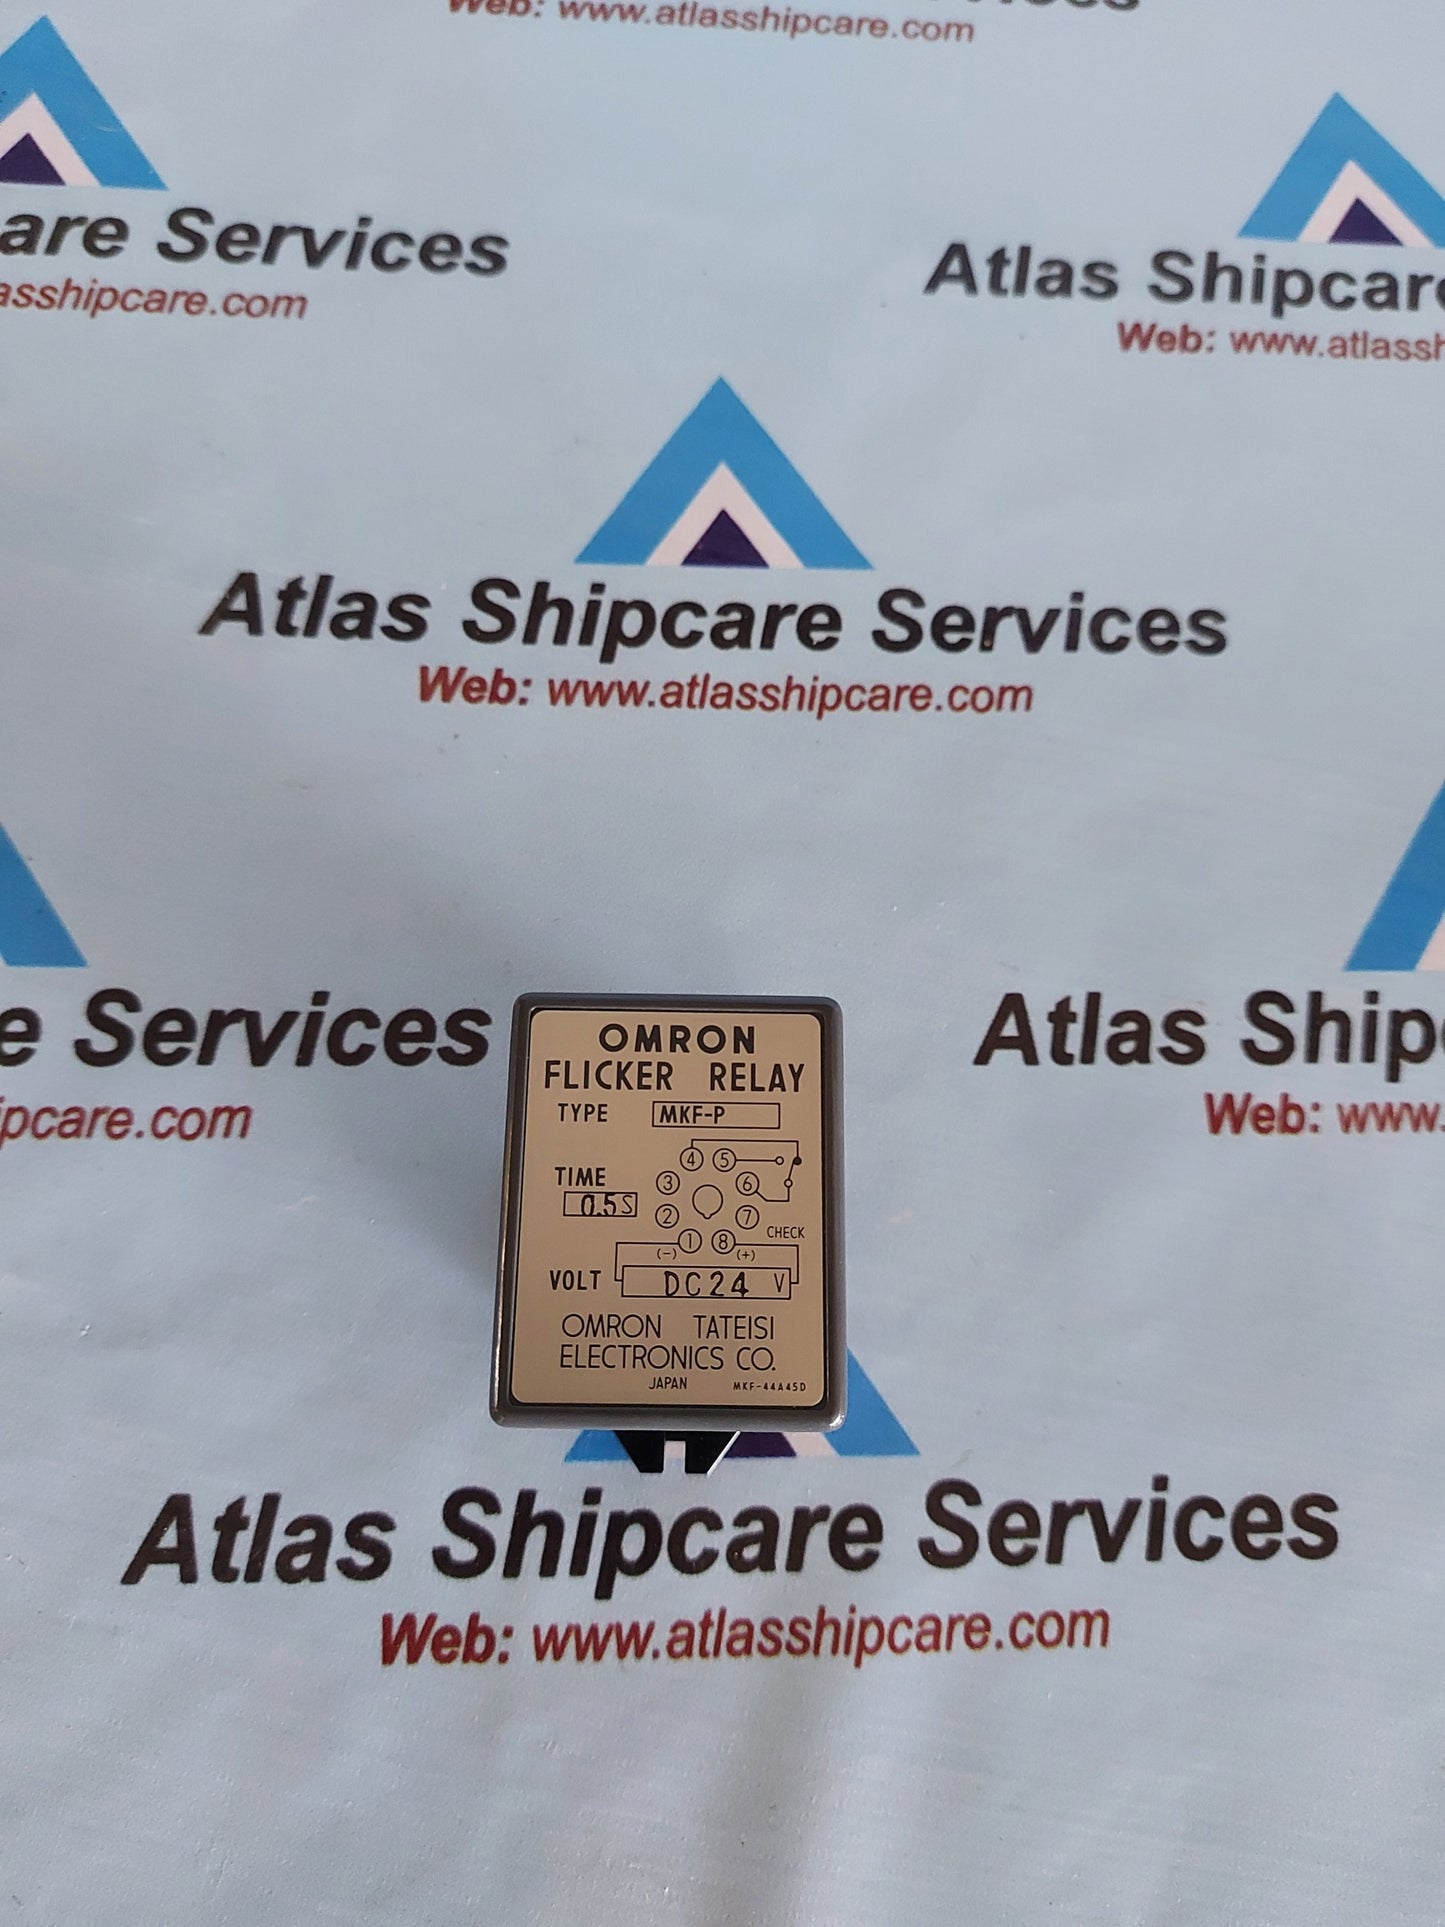 Web: www.atlasshipcare.com
are Services
asshipcare.com
Atlas Shipcare
Web: www.atlassh
Atlas Shipcare Services
Web: www.atlasshipcare.com
e Services
ipcare.com
Atlas Shipc
Web: www.
OMRON
FLICKER RELAY
TYPE MKF-P
4 5
TIME 3 6
0.5S
2 7
CHECK
1 8
(-) (+)
VOLT DC24 V
OMRON TATEISI
ELECTRONICS CO.
JAPAN MKF-44A45D
Atlas Shipcare Services
Web: www.atlasshipcare.com